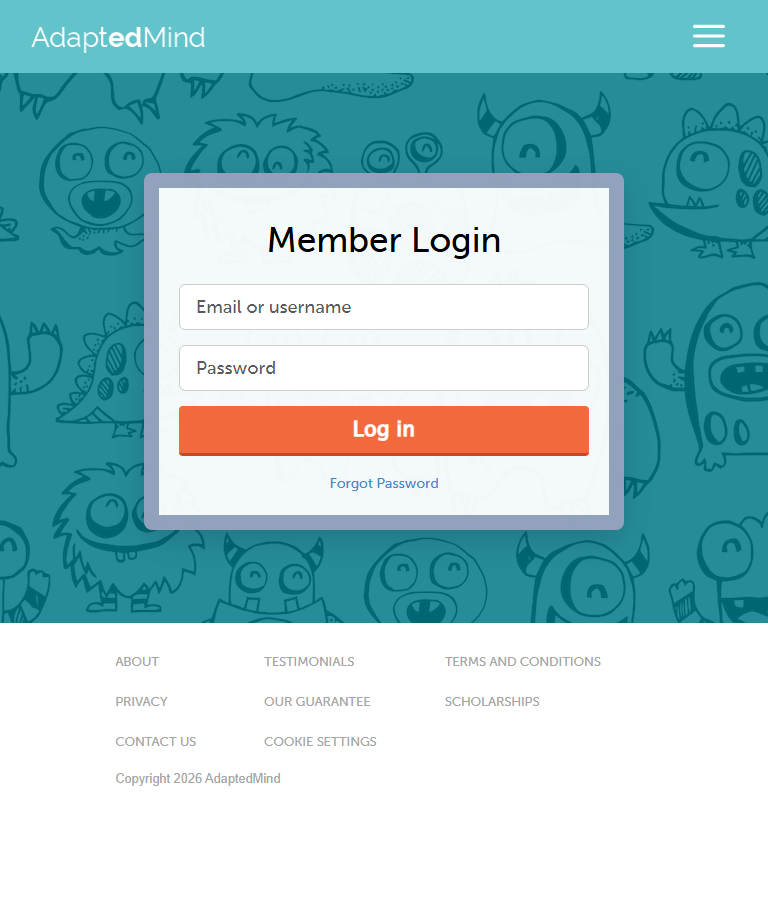 AdaptedMind
Member Login
Email or username
Password
Log in
Forgot Password
ABOUT
TESTIMONIALS
TERMS AND CONDITIONS
PRIVACY
OUR GUARANTEE
SCHOLARSHIPS
CONTACT US
COOKIE SETTINGS
Copyright 2026 AdaptedMind